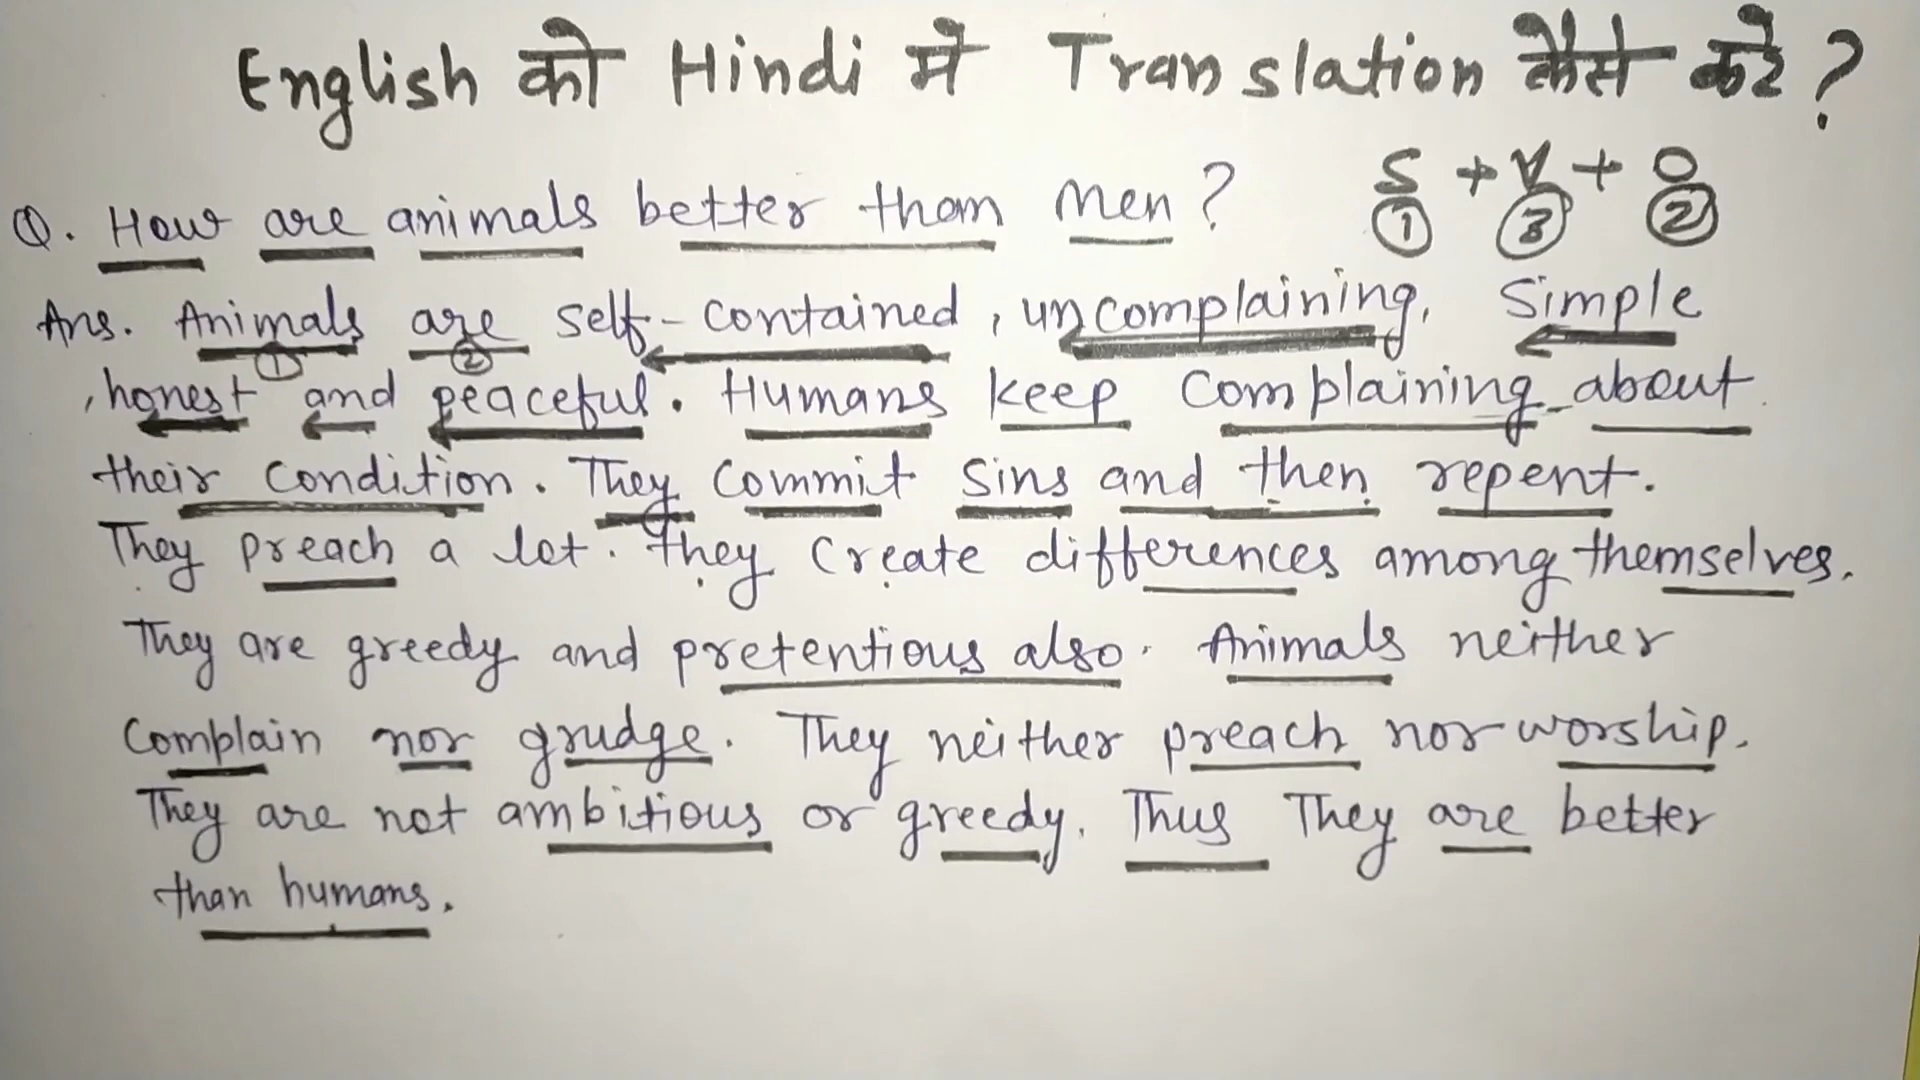 English को Hindi में Translation कैसे करे ?
S + V + O
1 3 2
Q. How are animals better than men ?
Ans. Animals are self-contained, uncomplaining, Simple
1 2
, honest and peaceful. Humans keep Complaining about
their condition. They commit sins and then repent.
They preach a lot. They create differences among themselves.
They are greedy and pretentious also. Animals neither
Complain nor grudge. They neither preach nor worship.
They are not ambitious or greedy. Thus They are better
than humans.